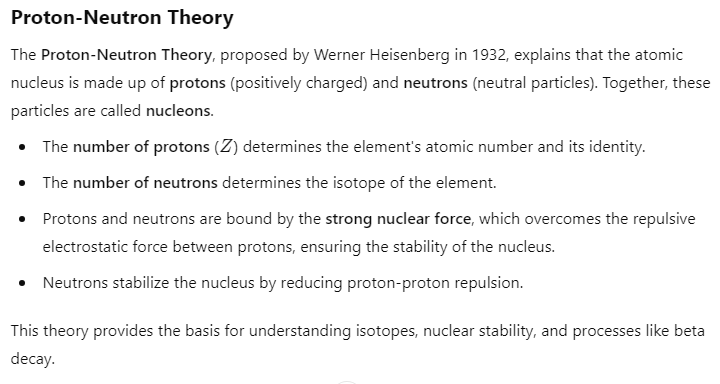 Proton-Neutron Theory
The Proton-Neutron Theory, proposed by Werner Heisenberg in 1932, explains that the atomic
nucleus is made up of protons (positively charged) and neutrons (neutral particles). Together, these
particles are called nucleons.
• The number of protons (Z) determines the element's atomic number and its identity.
• The number of neutrons determines the isotope of the element.
• Protons and neutrons are bound by the strong nuclear force, which overcomes the repulsive
electrostatic force between protons, ensuring the stability of the nucleus.
• Neutrons stabilize the nucleus by reducing proton-proton repulsion.
This theory provides the basis for understanding isotopes, nuclear stability, and processes like beta
decay.